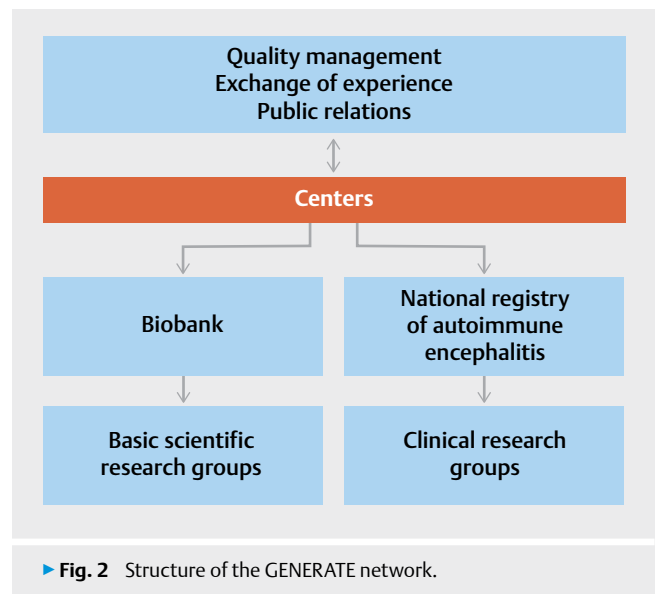 Quality management
Exchange of experience
Public relations
Centers
Biobank
National registry
of autoimmune
encephalitis
Basic scientific
research groups
Clinical research
groups
▶ Fig. 2 Structure of the GENERATE network.